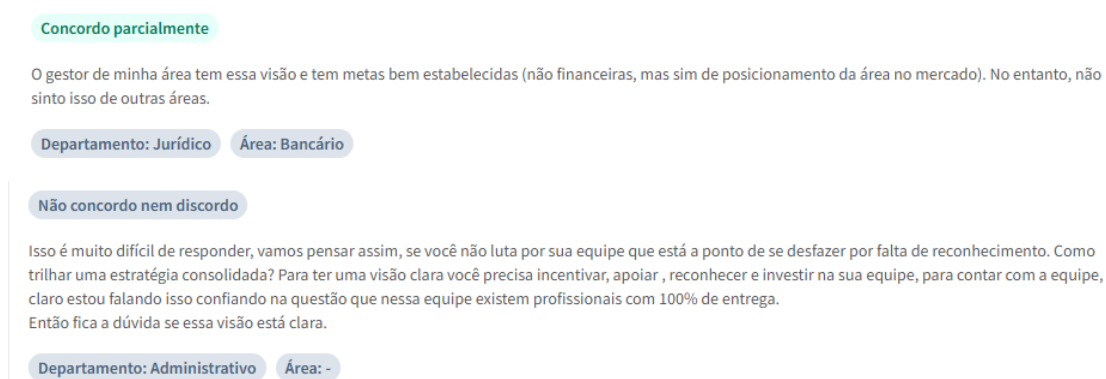 Concordo parcialmente
O gestor de minha área tem essa visão e tem metas bem estabelecidas (não financeiras, mas sim de posicionamento da área no mercado). No entanto, não
sinto isso de outras áreas.
Departamento: Jurídico Área: Bancário
Não concordo nem discordo
Isso é muito difícil de responder, vamos pensar assim, se você não luta por sua equipe que está a ponto de se desfazer por falta de reconhecimento. Como
trilhar uma estratégia consolidada? Para ter uma visão clara você precisa incentivar, apoiar , reconhecer e investir na sua equipe, para contar com a equipe,
claro estou falando isso confiando na questão que nessa equipe existem profissionais com 100% de entrega.
Então fica a dúvida se essa visão está clara.
Departamento: Administrativo Área: -